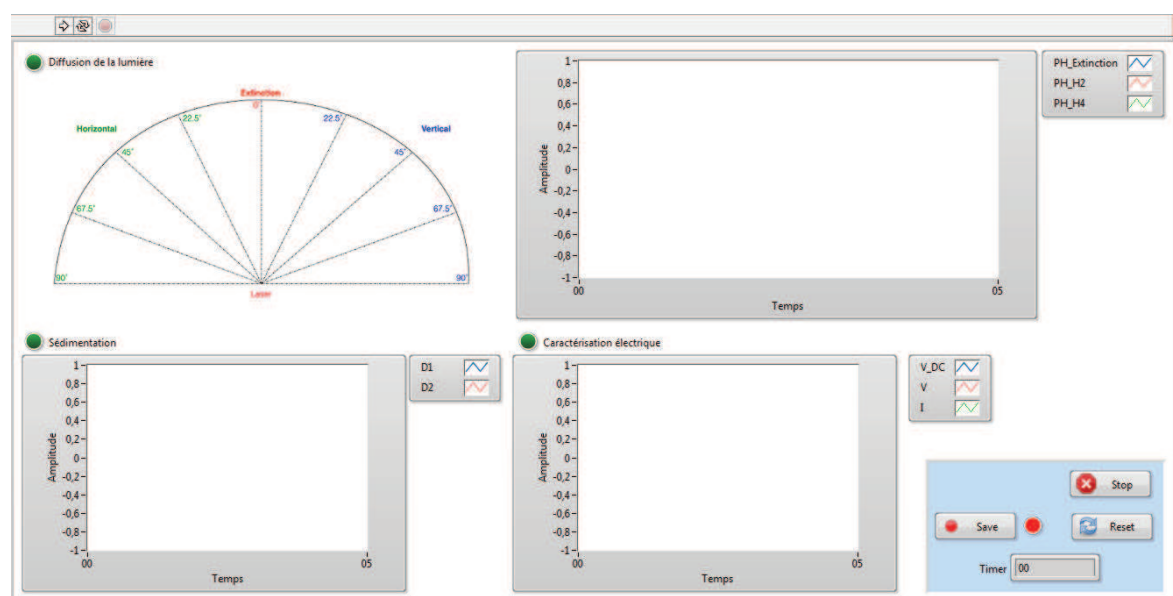 Diffusion de la lumière
Extinction
0°
Horizontal
22.5°
22.5°
Vertical
45°
45°
67.5°
67.5°
90°
90°
Laser
1
0,8
0,6
0,4
0,2
0
-0,2
-0,4
-0,6
-0,8
-1
Amplitude
00
05
Temps
PH_Extinction
PH_H2
PH_H4
Sédimentation
1
0,8
0,6
0,4
0,2
0
-0,2
-0,4
-0,6
-0,8
-1
Amplitude
00
05
Temps
D1
D2
Caractérisation électrique
1
0,8
0,6
0,4
0,2
0
-0,2
-0,4
-0,6
-0,8
-1
Amplitude
00
05
Temps
V_DC
V
I
Stop
Save
Reset
Timer 00